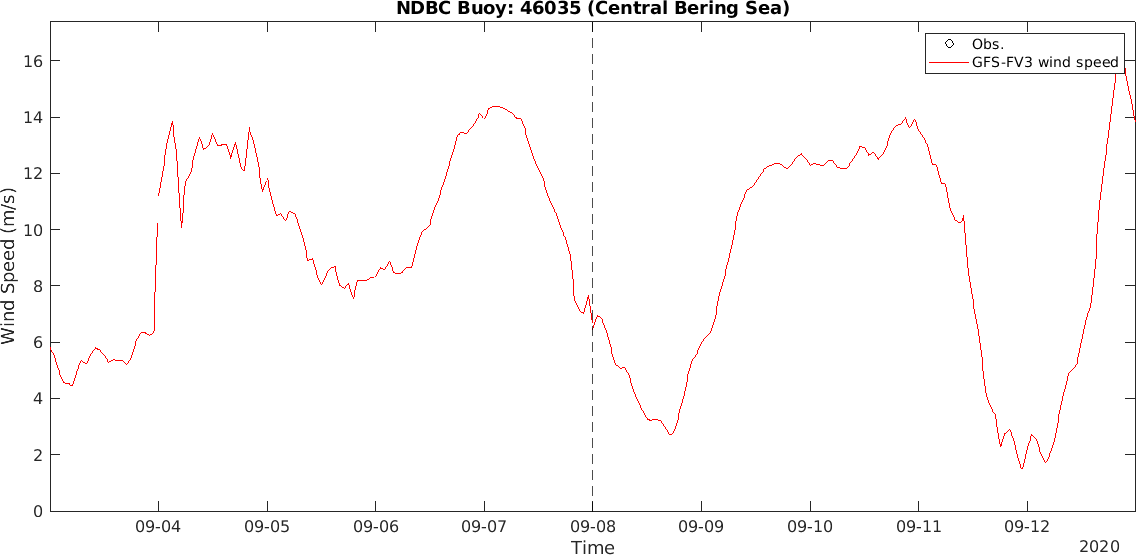 NDBC Buoy: 46035 (Central Bering Sea)
Obs.
GFS-FV3 wind speed
16
14
12
10
8
6
4
2
0
Wind Speed (m/s)
09-04 09-05 09-06 09-07 09-08 09-09 09-10 09-11 09-12
Time
2020